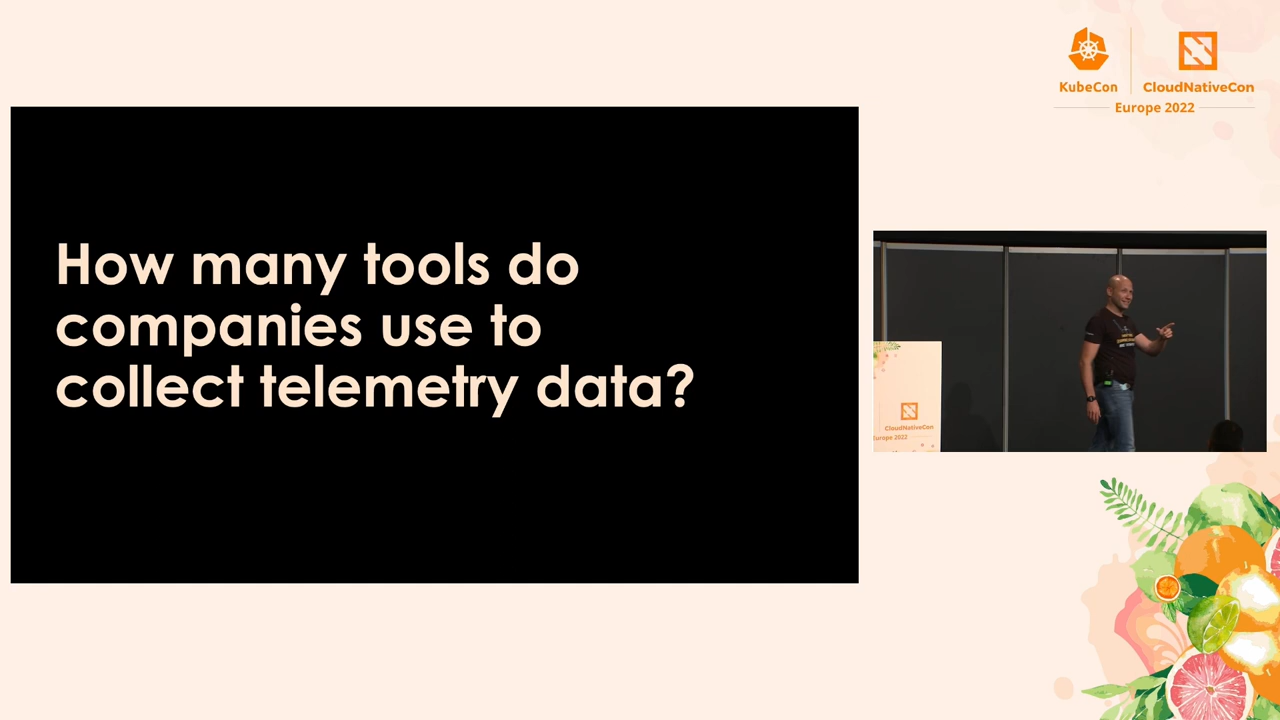 KubeCon
CloudNativeCon
Europe 2022
How many tools do
companies use to
collect telemetry data?
CloudNativeCon
Europe 2022